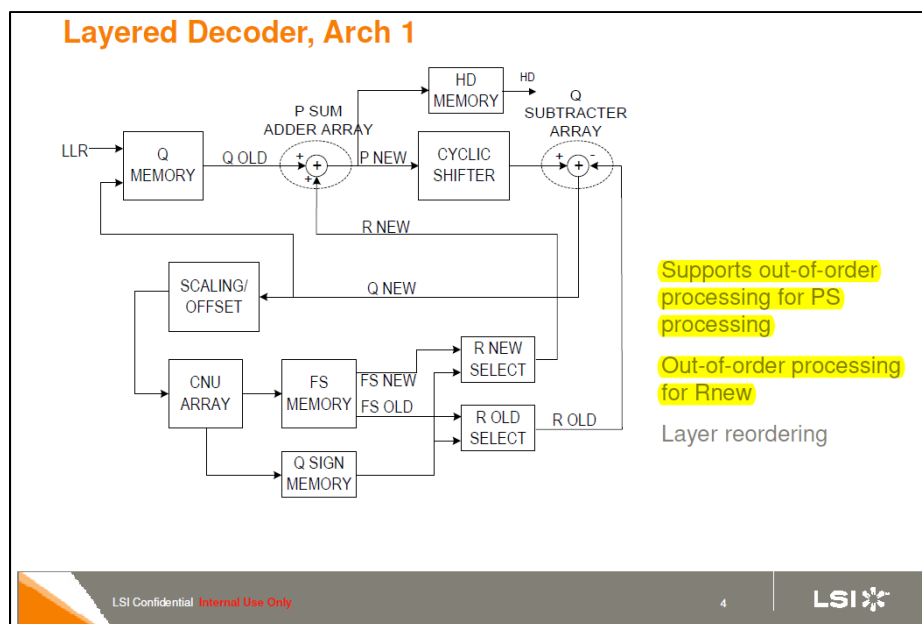 Layered Decoder, Arch 1
HD
MEMORY
HD
Q
SUBTRACTER
ARRAY
P SUM
ADDER ARRAY
LLR
Q
MEMORY
Q OLD
+
+
+
P NEW
CYCLIC
SHIFTER
+
+
-
R NEW
SCALING/
OFFSET
Q NEW
Supports out-of-order
processing for PS
processing
CNU
ARRAY
FS
MEMORY
FS NEW
FS OLD
R NEW
SELECT
R OLD
SELECT
R OLD
Out-of-order processing
for Rnew
Layer reordering
Q SIGN
MEMORY
LSI Confidential Internal Use Only
4
LSI